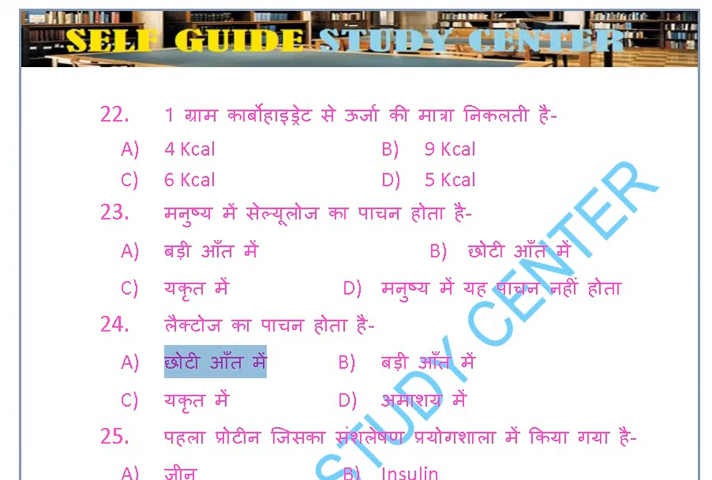 SELF GUIDE STUDY CENTER
22. 1 ग्राम कार्बोहाइड्रेट से ऊर्जा की मात्रा निकलती है-
A) 4 Kcal B) 9 Kcal
C) 6 Kcal D) 5 Kcal
23. मनुष्य में सेल्यूलोज का पाचन होता है-
A) बड़ी आँत में B) छोटी आँत में
C) यकृत में D) मनुष्य में यह पाचन नहीं होता
24. लैक्टोज का पाचन होता है-
A) छोटी आँत में B) बड़ी आँत में
C) यकृत में D) अमाशय में
25. पहला प्रोटीन जिसका संशलेषण प्रयोगशाला में किया गया है-
A) जीन B) Insulin
STUDY CENTER